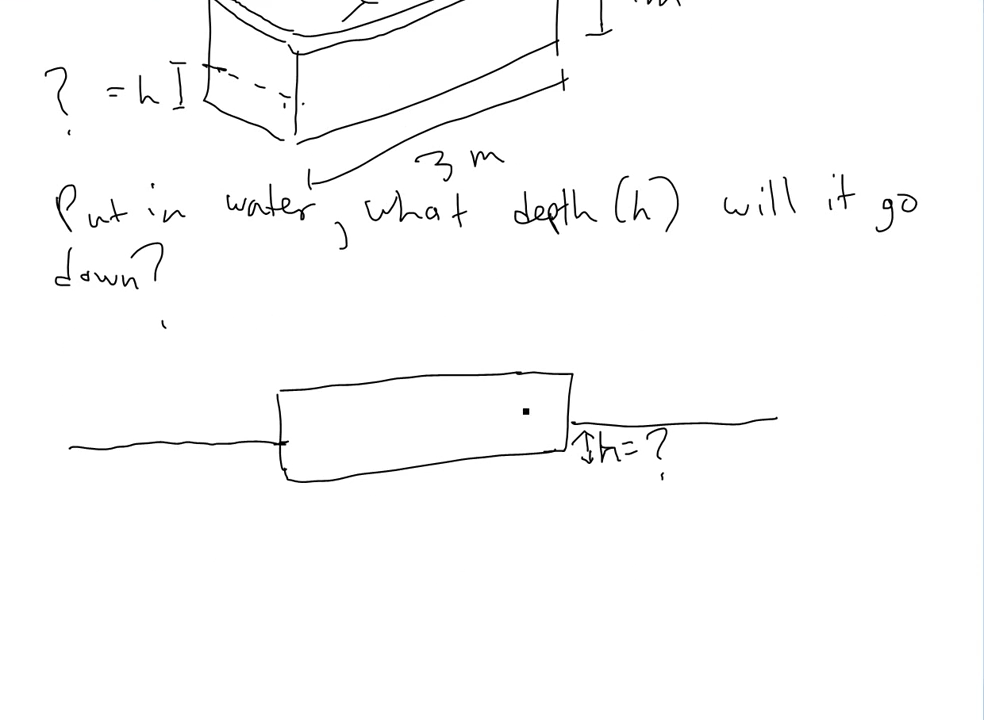 m
? = h
3 m
Put in water, what depth (h) will it go
down?
h = ?